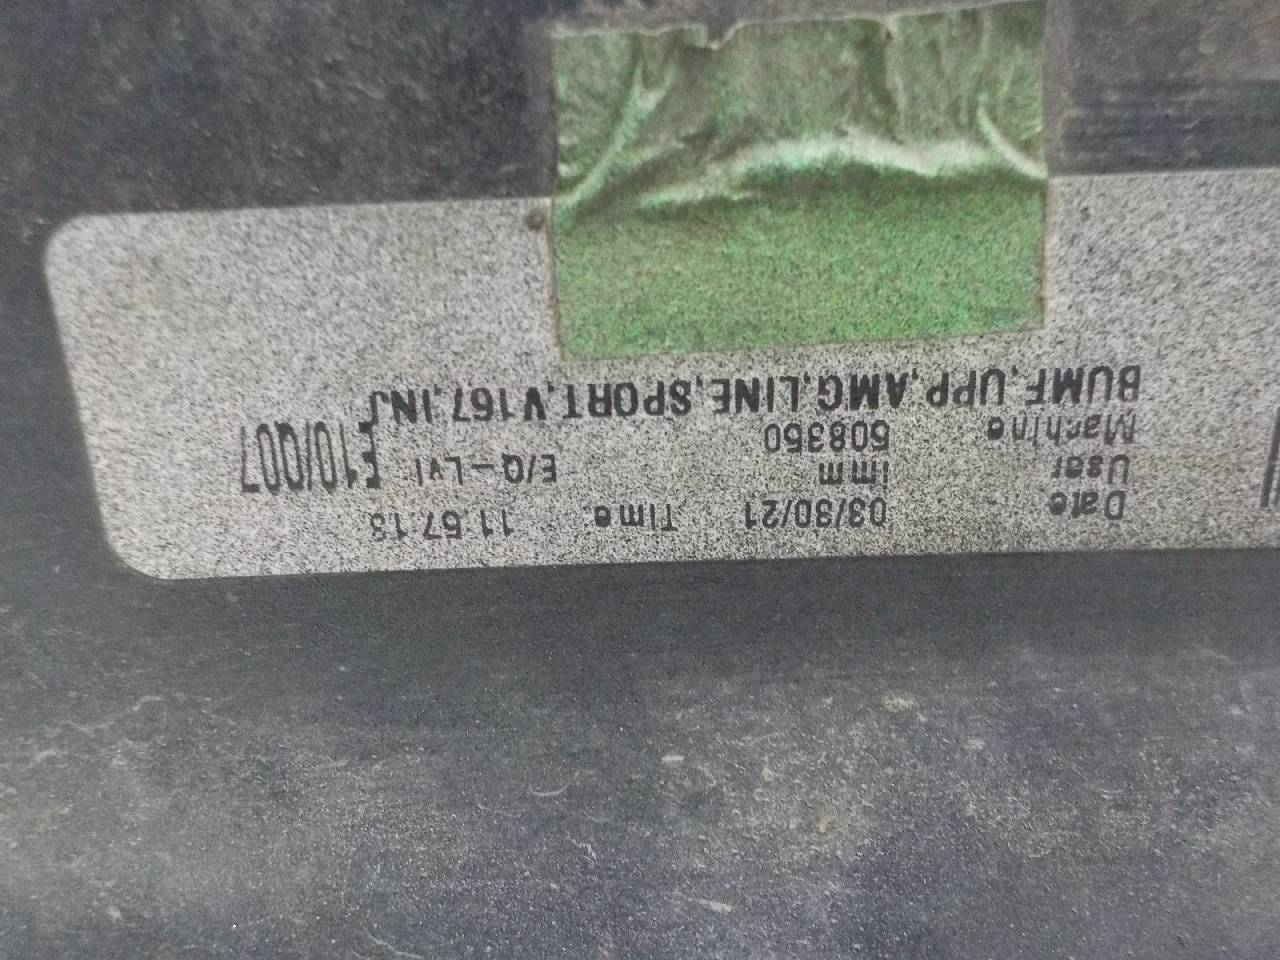 Date 03/30/21 Time. 11.57.13
User imm E/Q-Lvl E10/Q07
Machine 508350
BUMF,UPP,AMG,LINE,SPORT,V167,INJ